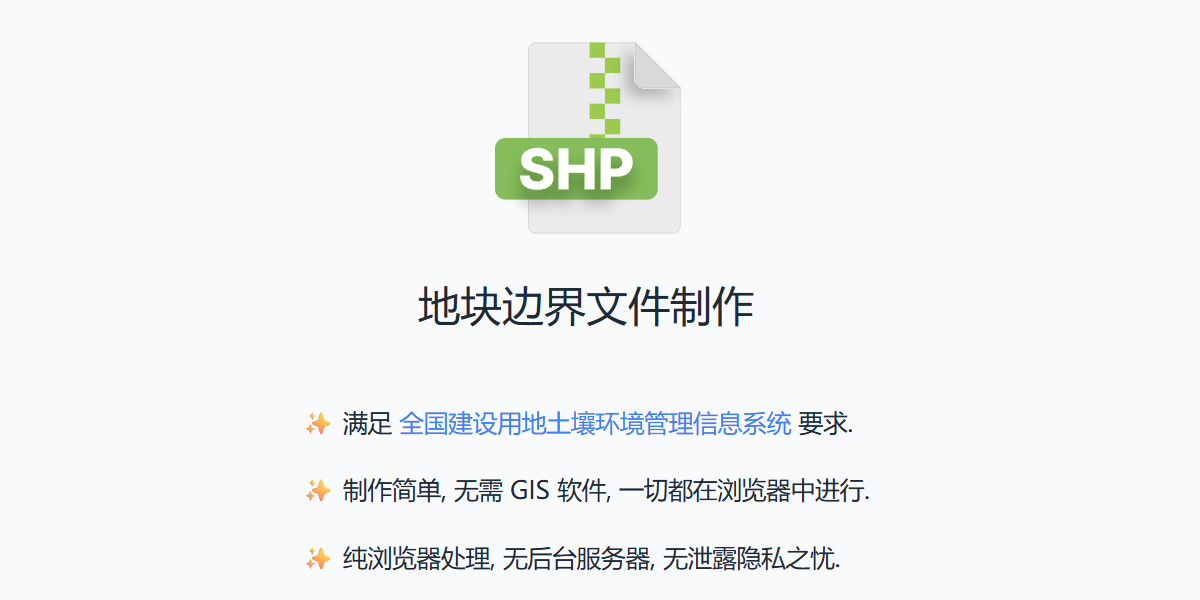 SHP
地块边界文件制作
✨ 满足 全国建设用地土壤环境管理信息系统 要求.
✨ 制作简单, 无需 GIS 软件, 一切都在浏览器中进行.
✨ 纯浏览器处理, 无后台服务器, 无泄露隐私之忧.